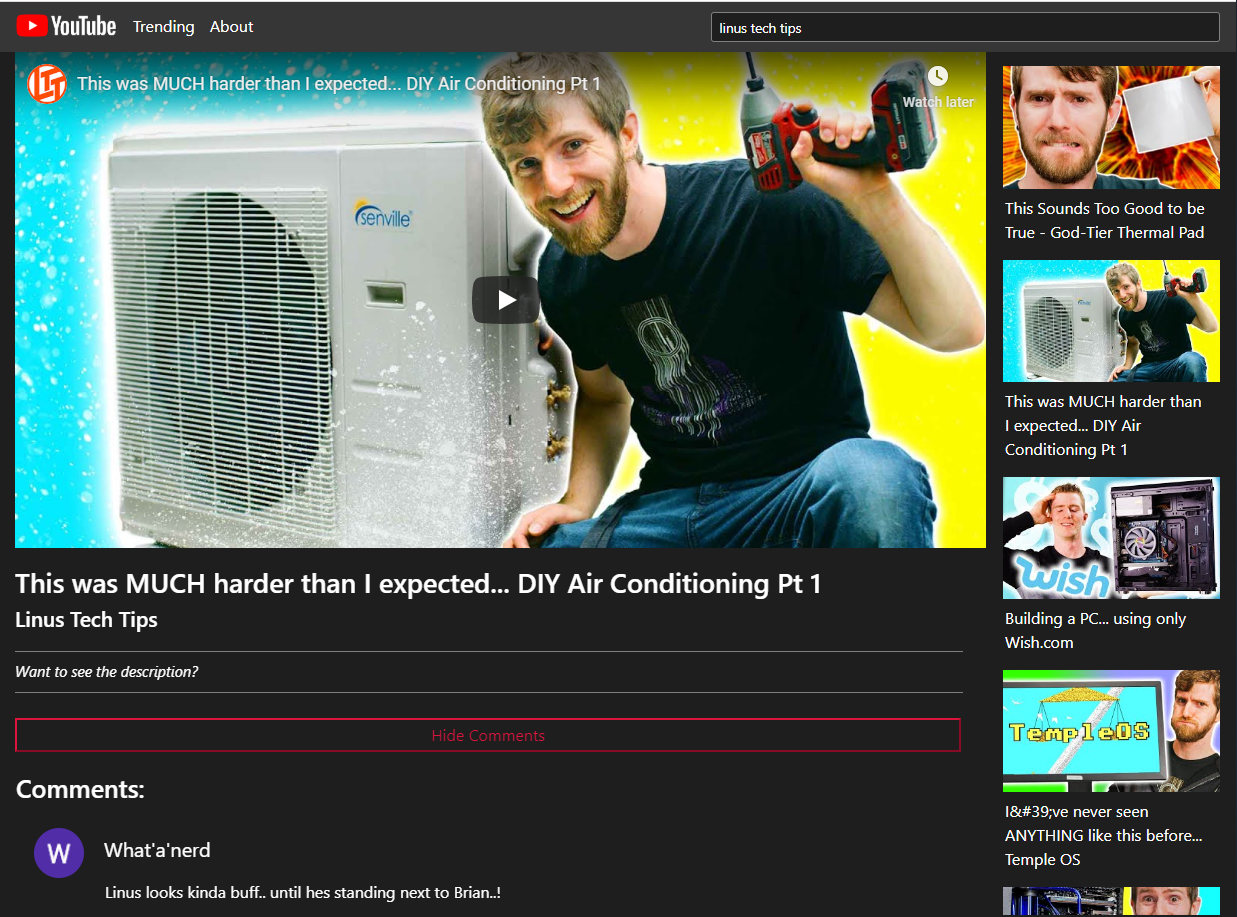 YouTube Trending About linus tech tips
LTT This was MUCH harder than I expected... DIY Air Conditioning Pt 1
Watch later
senville
This was MUCH harder than I expected... DIY Air Conditioning Pt 1
Linus Tech Tips
Want to see the description?
Hide Comments
Comments:
W What'a'nerd
Linus looks kinda buff.. until hes standing next to Brian..!
This Sounds Too Good to be
True - God-Tier Thermal Pad
senville
This was MUCH harder than
I expected... DIY Air
Conditioning Pt 1
wish
Building a PC... using only
Wish.com
TempleOS
I&#39;ve never seen
ANYTHING like this before...
Temple OS